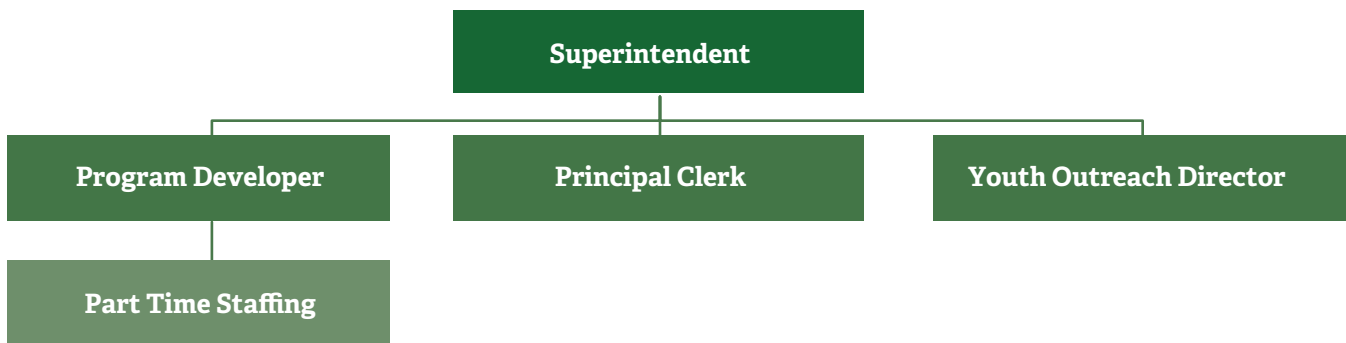 Superintendent
Program Developer
Principal Clerk
Youth Outreach Director
Part Time Staffing